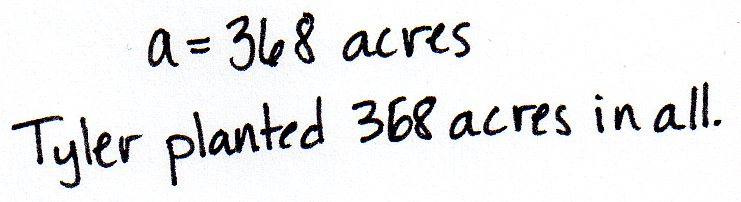 a = 368 acres
Tyler planted 368 acres in all.